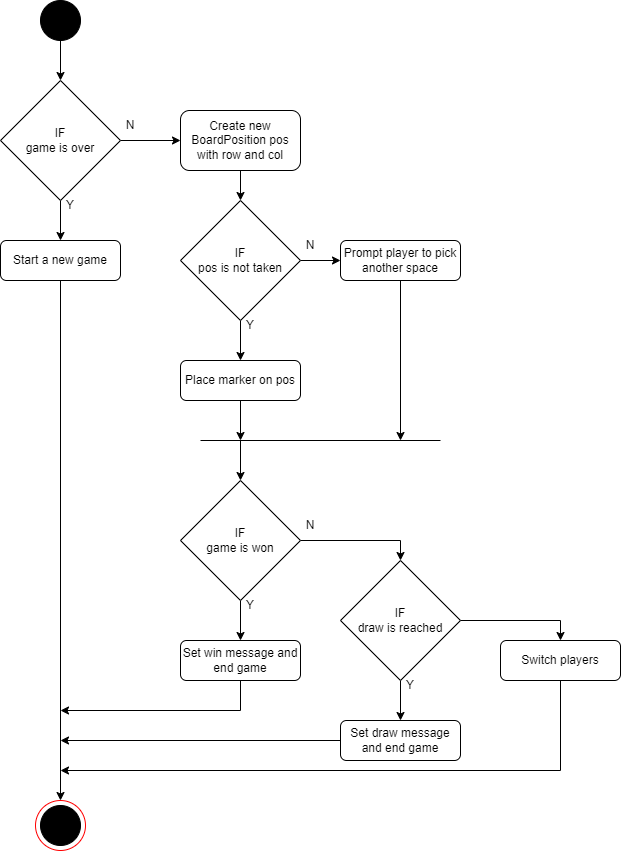 IF
game is over
N
Y
Create new
BoardPosition pos
with row and col
Start a new game
IF
pos is not taken
N
Y
Prompt player to pick
another space
Place marker on pos
IF
game is won
N
Y
IF
draw is reached
Y
Set win message and
end game
Switch players
Set draw message
and end game